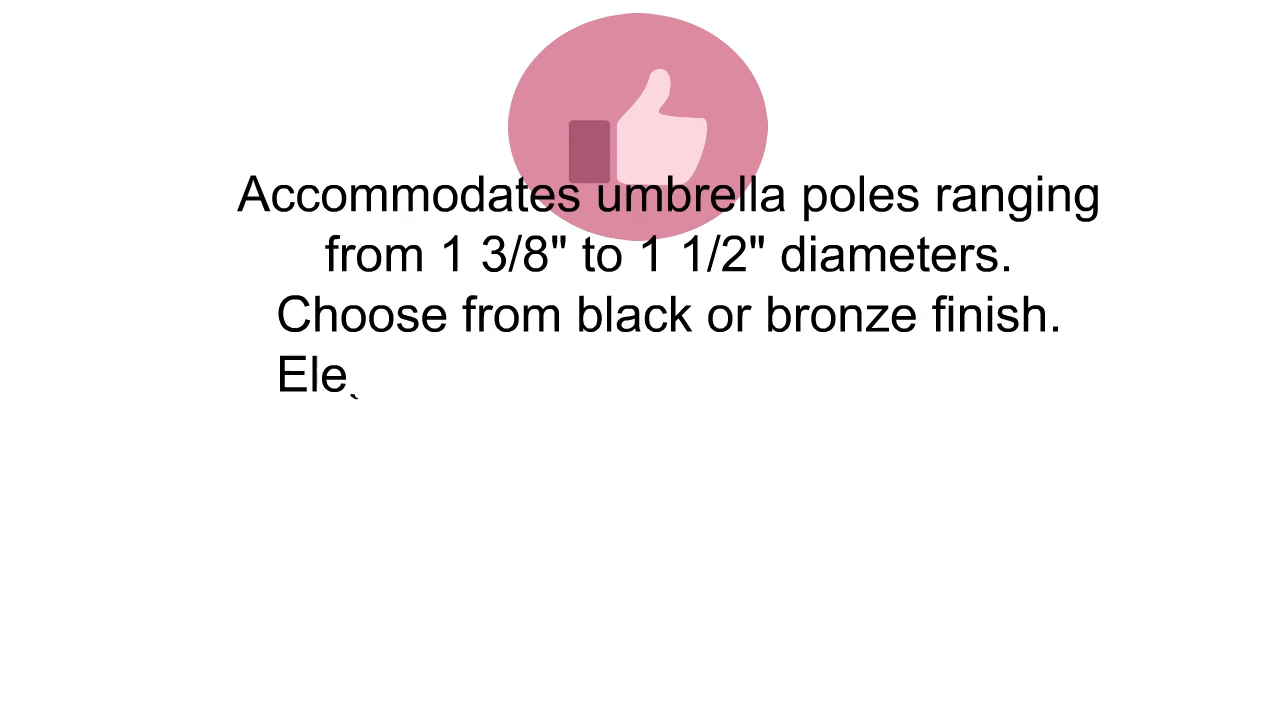 Accommodates umbrella poles ranging
from 1 3/8" to 1 1/2" diameters.
Choose from black or bronze finish.
Ele